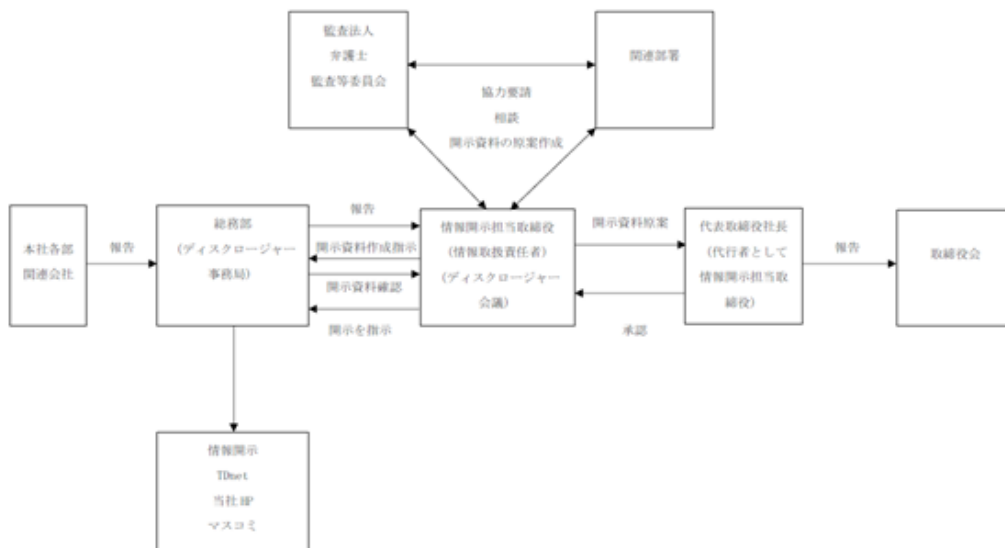 監査法人
弁護士
監査等委員会
関連部署
協力要請
相談
開示資料の原案作成
本社各部
関連会社
報告
総務部
(ディスクロージャー
事務局)
報告
開示資料作成指示
開示資料確認
開示を指示
情報開示担当取締役
(情報取扱責任者)
(ディスクロージャー
会議)
開示資料原案
承認
代表取締役社長
(代行者として
情報開示担当取
締役)
報告
取締役会
情報開示
TDnet
当社 HP
マスコミ